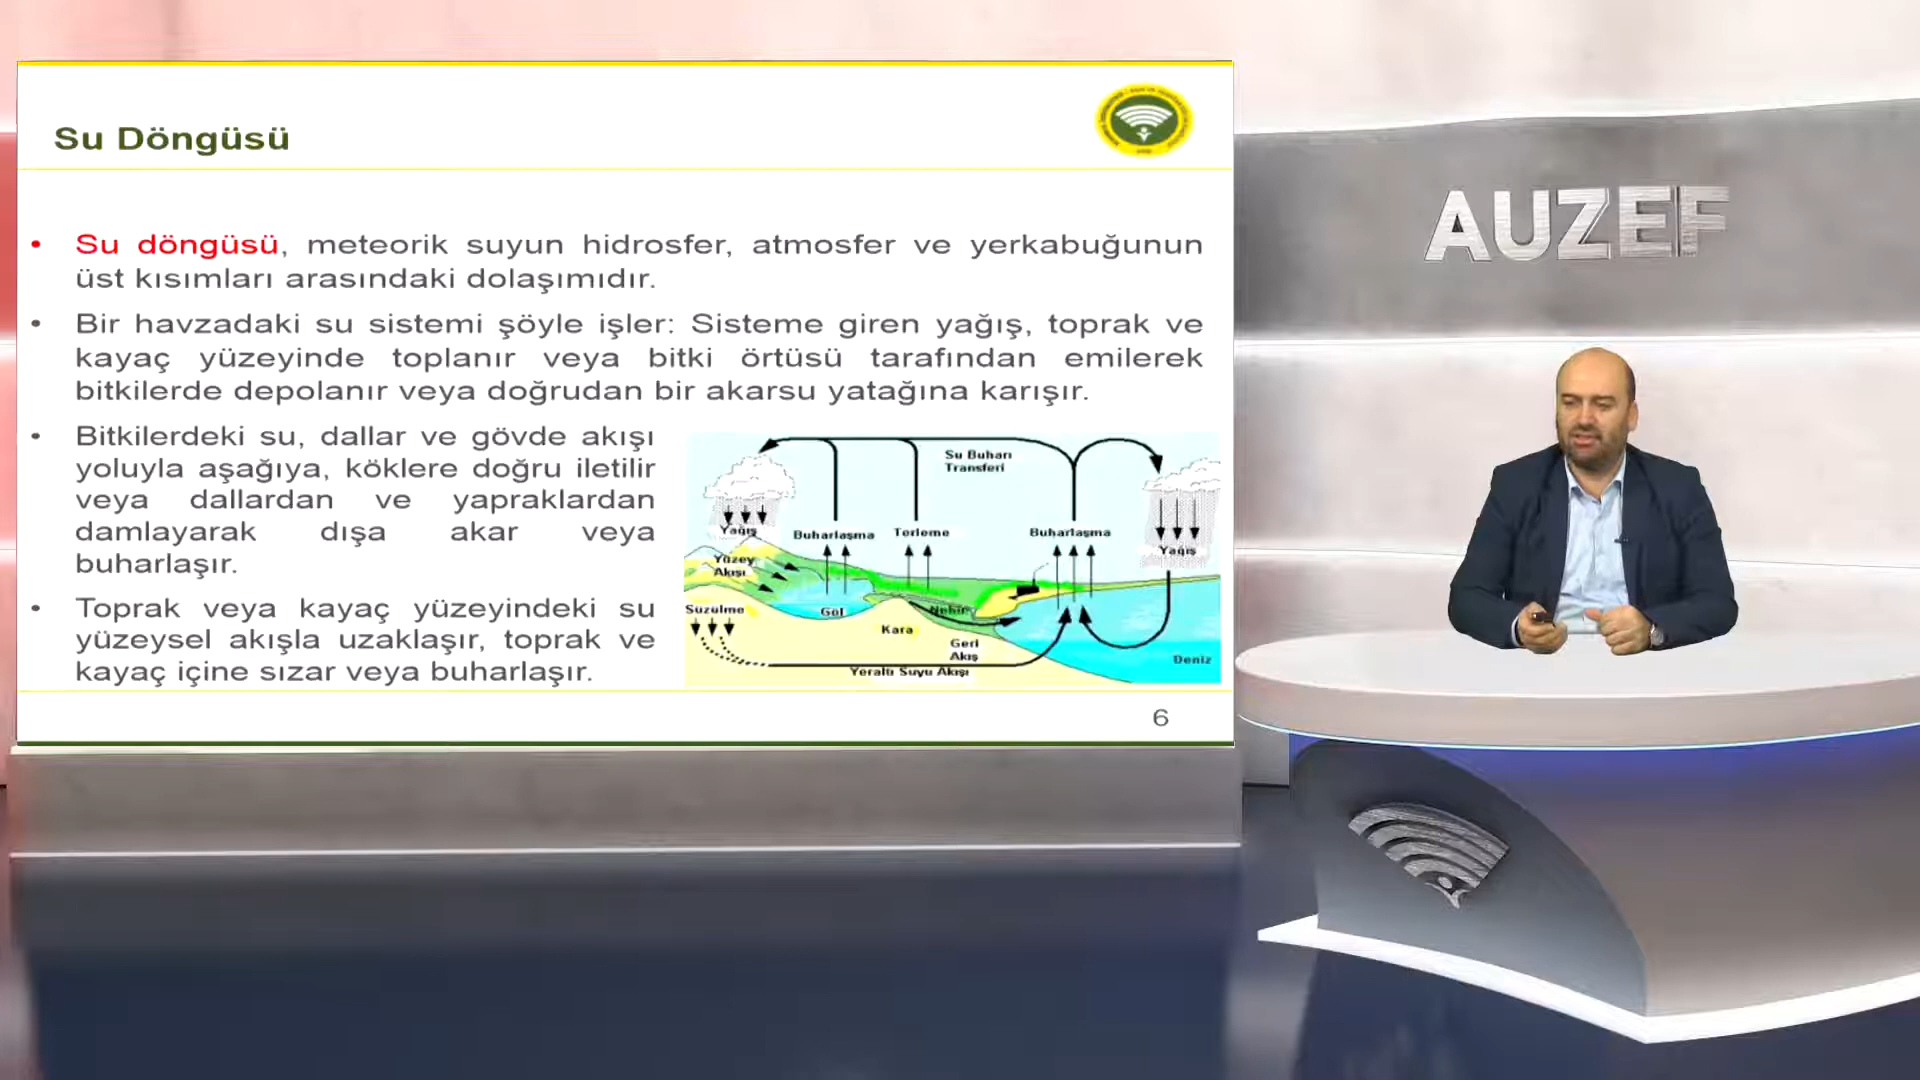 Su Döngüsü
• Su döngüsü, meteorik suyun hidrosfer, atmosfer ve yerkabuğunun
üst kısımları arasındaki dolaşımıdır.
• Bir havzadaki su sistemi şöyle işler: Sisteme giren yağış, toprak ve
kayaç yüzeyinde toplanır veya bitki örtüsü tarafından emilerek
bitkilerde depolanır veya doğrudan bir akarsu yatağına karışır.
• Bitkilerdeki su, dallar ve gövde akışı
yoluyla aşağıya, köklere doğru iletilir
veya dallardan ve yapraklardan
damlayarak dışa akar veya
buharlaşır.
• Toprak veya kayaç yüzeyindeki su
yüzeysel akışla uzaklaşır, toprak ve
kayaç içine sızar veya buharlaşır.
Su Buharı
Transferi
Yağış
Buharlaşma
Terleme
Buharlaşma
Yağış
Yüzey
Akışı
Süzülme
Göl
Nehir
Kara
Geri
Akış
Deniz
Yeraltı Suyu Akışı
6
AUZEF